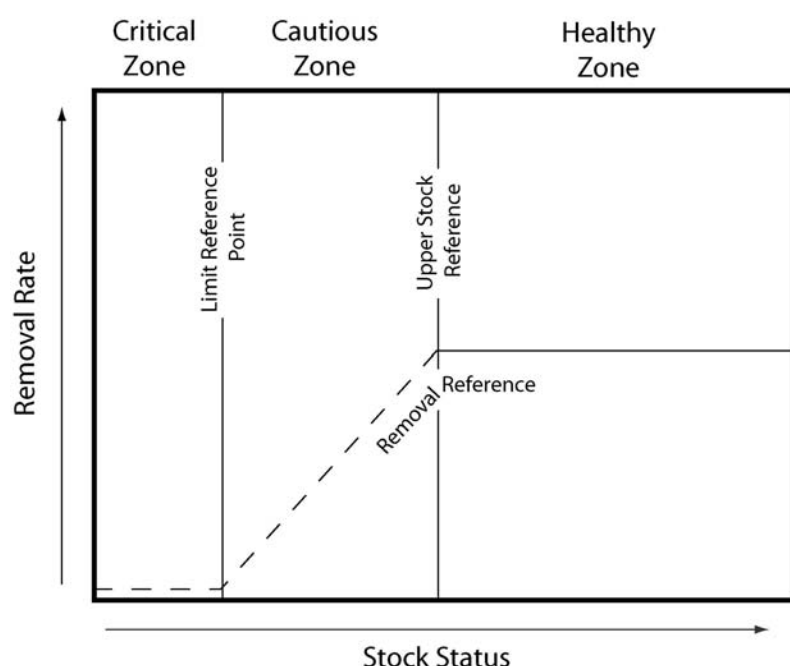 Critical
Zone
Cautious
Zone
Healthy
Zone
Removal Rate
Limit Reference
Point
Upper Stock
Reference
Removal Reference
Stock Status